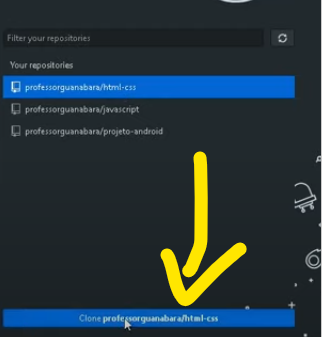 Filter your repositories
Your repositories
professorguanabara/html-css
professorguanabara/javascript
professorguanabara/projeto-android
Clone professorguanabara/html-css